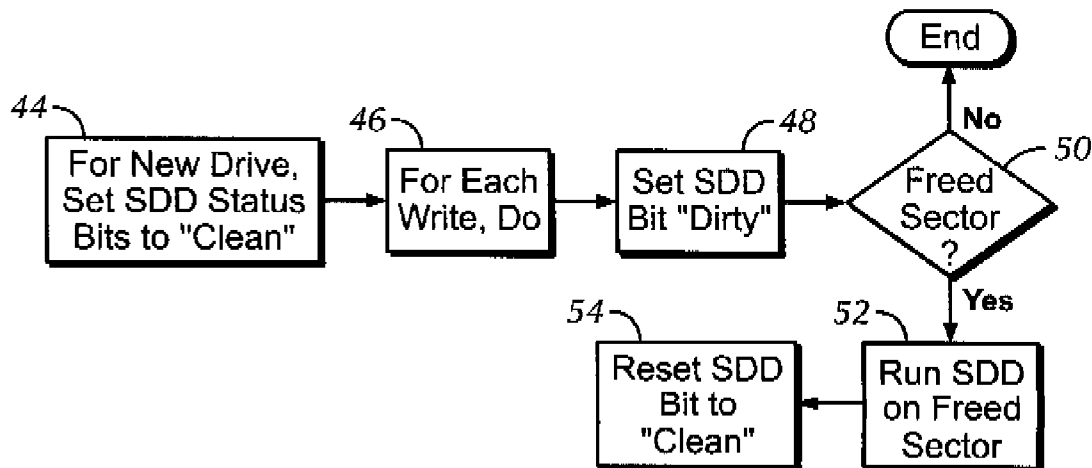 End
No
44
For New Drive,
Set SDD Status
Bits to "Clean"
46
For Each
Write, Do
48
Set SDD
Bit "Dirty"
50
Freed
Sector
?
Yes
52
Run SDD
on Freed
Sector
54
Reset SDD
Bit to
"Clean"